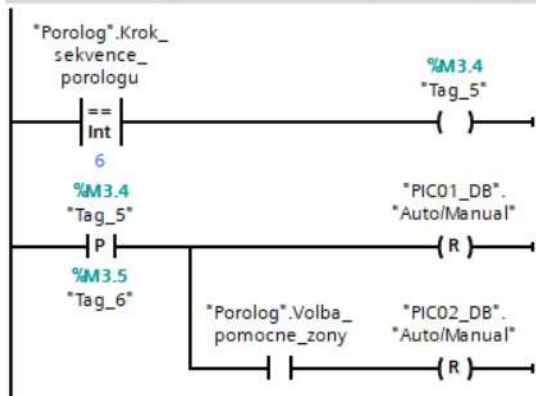 "Porolog".Krok_
sekvence_
porologu
%M3.4
"Tag_5"
==
Int
6
%M3.4
"Tag_5"
P
%M3.5
"Tag_6"
"PIC01_DB".
"Auto/Manual"
R
"Porolog".Volba_
pomocne_zony
"PIC02_DB".
"Auto/Manual"
R